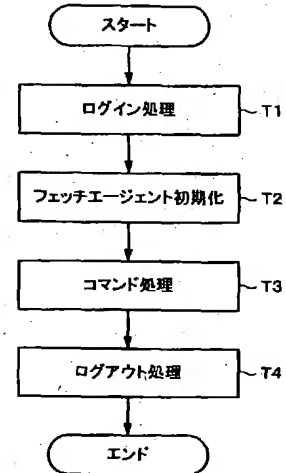 スタート
ログイン処理 T1
フェッチエージェント初期化 T2
コマンド処理 T3
ログアウト処理 T4
エンド